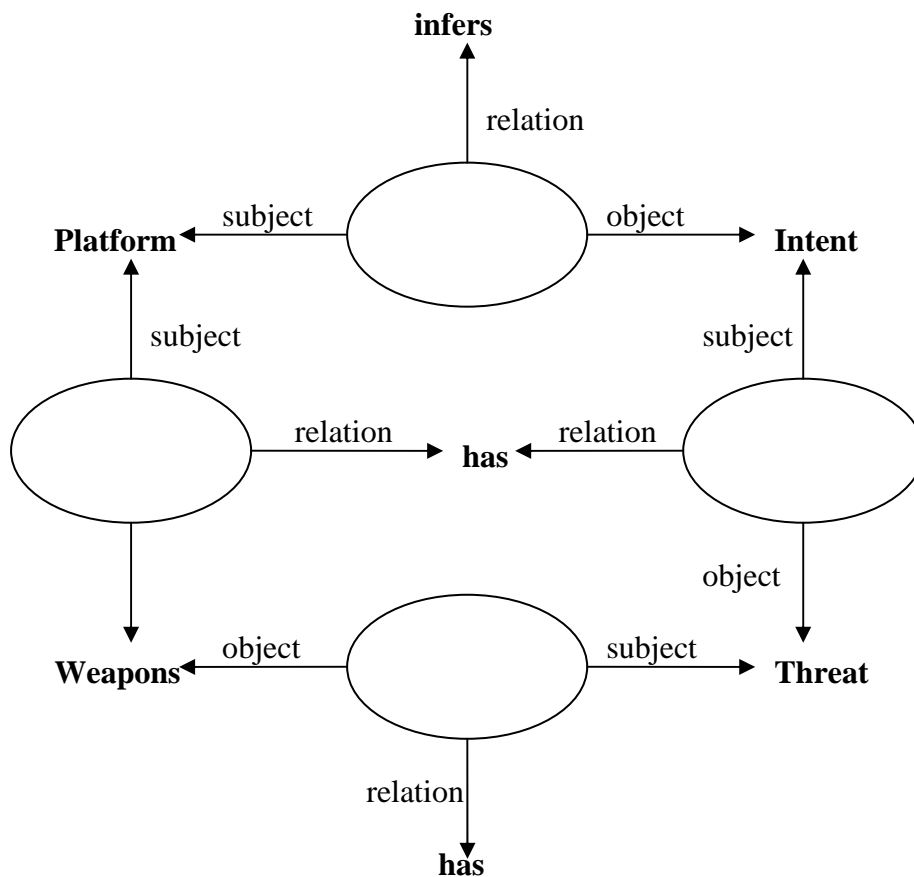 infers
relation
subject
object
Platform
Intent
subject
subject
relation
relation
has
object
object
subject
Weapons
Threat
relation
has